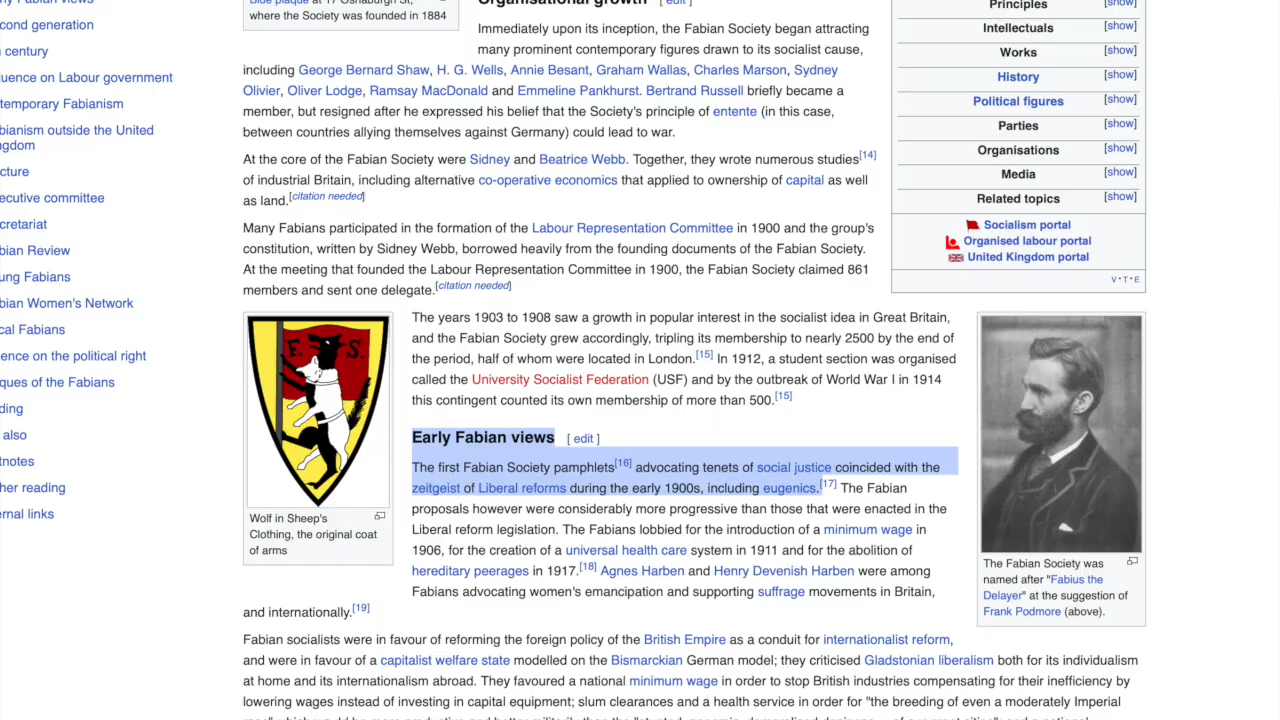 econd generation
century
luence on Labour government
temporary Fabianism
bianism outside the United
ngdom
cture
ecutive committee
cretariat
bian Review
ung Fabians
bian Women's Network
cal Fabians
ence on the political right
ques of the Fabians
ding
also
tnotes
her reading
ernal links
Blue plaque at 17 Osnaburgh St,
where the Society was founded in 1884
Organisational growth [ edit ]
Immediately upon its inception, the Fabian Society began attracting
many prominent contemporary figures drawn to its socialist cause,
including George Bernard Shaw, H. G. Wells, Annie Besant, Graham Wallas, Charles Marson, Sydney
Olivier, Oliver Lodge, Ramsay MacDonald and Emmeline Pankhurst. Bertrand Russell briefly became a
member, but resigned after he expressed his belief that the Society's principle of entente (in this case,
between countries allying themselves against Germany) could lead to war.
At the core of the Fabian Society were Sidney and Beatrice Webb. Together, they wrote numerous studies[14]
of industrial Britain, including alternative co-operative economics that applied to ownership of capital as well
as land.[citation needed]
Many Fabians participated in the formation of the Labour Representation Committee in 1900 and the group's
constitution, written by Sidney Webb, borrowed heavily from the founding documents of the Fabian Society.
At the meeting that founded the Labour Representation Committee in 1900, the Fabian Society claimed 861
members and sent one delegate.[citation needed]
The years 1903 to 1908 saw a growth in popular interest in the socialist idea in Great Britain,
and the Fabian Society grew accordingly, tripling its membership to nearly 2500 by the end of
the period, half of whom were located in London.[15] In 1912, a student section was organised
called the University Socialist Federation (USF) and by the outbreak of World War I in 1914
this contingent counted its own membership of more than 500.[15]
F. S.
Wolf in Sheep's
Clothing, the original coat
of arms
Early Fabian views [ edit ]
The first Fabian Society pamphlets[16] advocating tenets of social justice coincided with the
zeitgeist of Liberal reforms during the early 1900s, including eugenics.[17] The Fabian
proposals however were considerably more progressive than those that were enacted in the
Liberal reform legislation. The Fabians lobbied for the introduction of a minimum wage in
1906, for the creation of a universal health care system in 1911 and for the abolition of
hereditary peerages in 1917.[18] Agnes Harben and Henry Devenish Harben were among
Fabians advocating women's emancipation and supporting suffrage movements in Britain,
and internationally.[19]
Fabian socialists were in favour of reforming the foreign policy of the British Empire as a conduit for internationalist reform,
and were in favour of a capitalist welfare state modelled on the Bismarckian German model; they criticised Gladstonian liberalism both for its individualism
at home and its internationalism abroad. They favoured a national minimum wage in order to stop British industries compensating for their inefficiency by
lowering wages instead of investing in capital equipment; slum clearances and a health service in order for "the breeding of even a moderately Imperial
Principles [show]
Intellectuals [show]
Works [show]
History [show]
Political figures [show]
Parties [show]
Organisations [show]
Media [show]
Related topics [show]
Socialism portal
Organised labour portal
United Kingdom portal
V·T·E
The Fabian Society was
named after "Fabius the
Delayer" at the suggestion of
Frank Podmore (above).